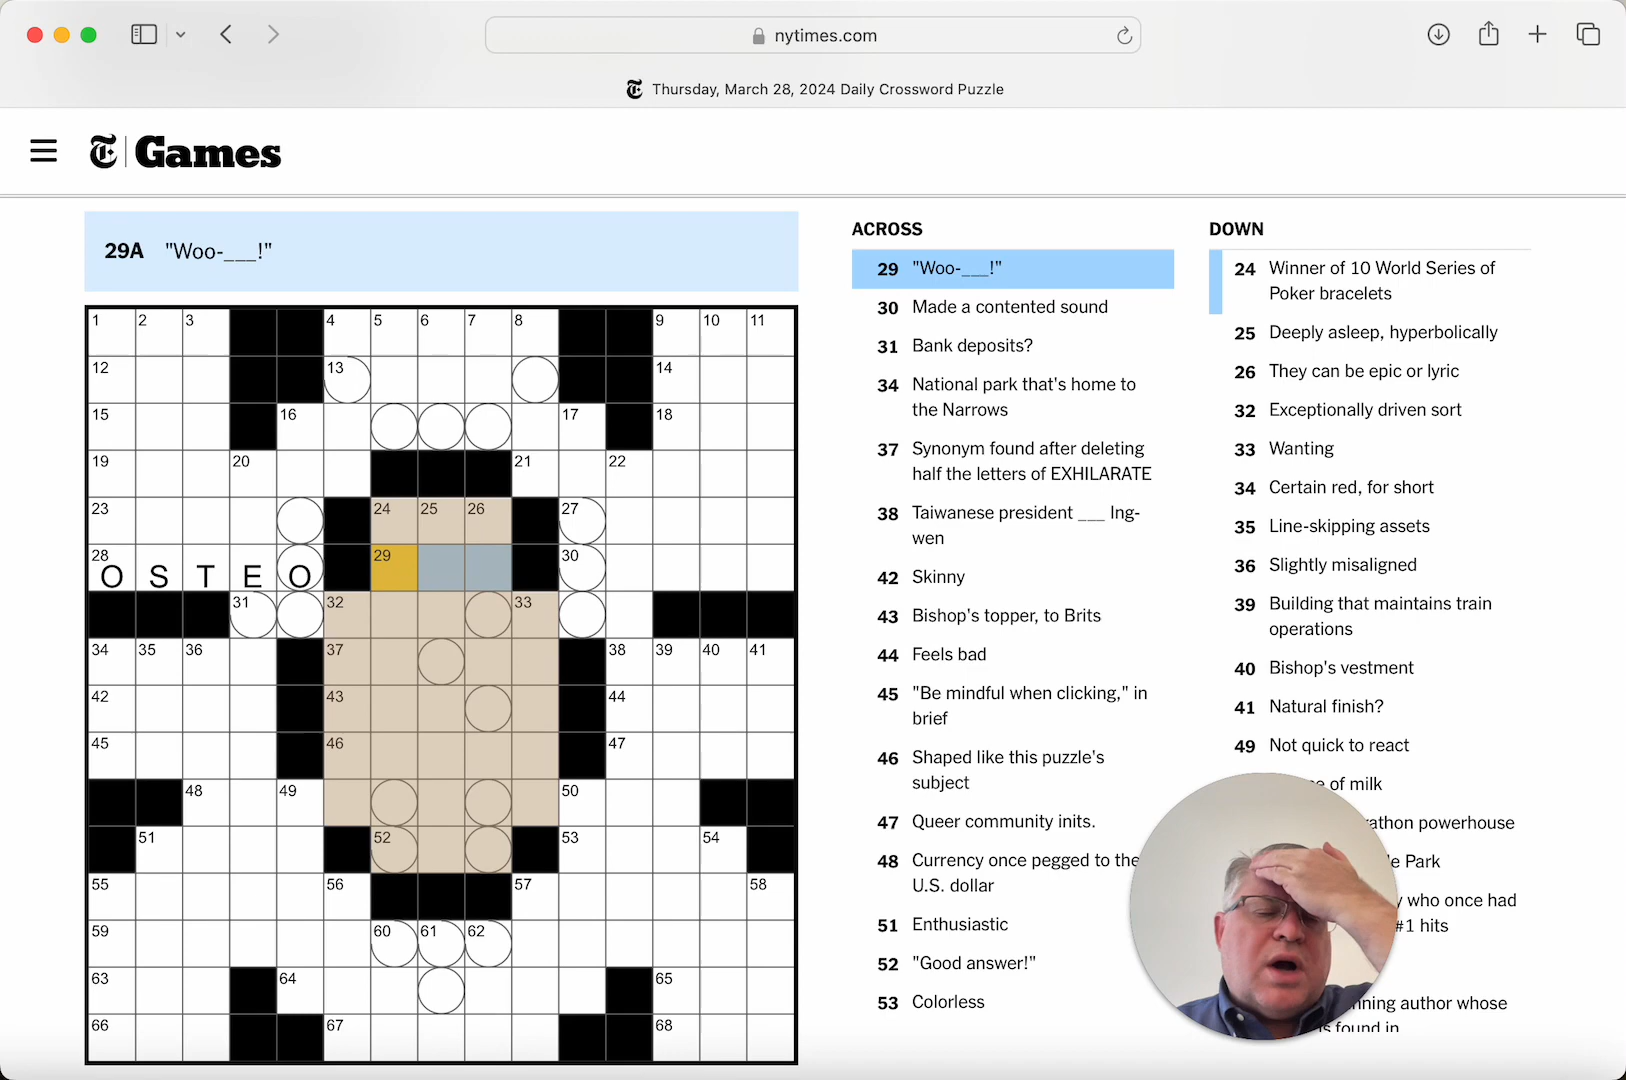 nytimes.com
Thursday, March 28, 2024 Daily Crossword Puzzle
Games
29A "Woo-___!"
1 2 3 4 5 6 7 8 9 10 11
12 13 14
15 16 17 18
19 20 21 22
23 24 25 26 27
28 29 30
O S T E O
31 32 33
34 35 36 37 38 39 40 41
42 43 44
45 46 47
48 49 50
51 52 53 54
55 56 57 58
59 60 61 62
63 64 65
66 67 68
ACROSS
29 "Woo-___!"
30 Made a contented sound
31 Bank deposits?
34 National park that's home to
the Narrows
37 Synonym found after deleting
half the letters of EXHILARATE
38 Taiwanese president ___ Ing-
wen
42 Skinny
43 Bishop's topper, to Brits
44 Feels bad
45 "Be mindful when clicking," in
brief
46 Shaped like this puzzle's
subject
47 Queer community inits.
48 Currency once pegged to the
U.S. dollar
51 Enthusiastic
52 "Good answer!"
53 Colorless
DOWN
24 Winner of 10 World Series of
Poker bracelets
25 Deeply asleep, hyperbolically
26 They can be epic or lyric
32 Exceptionally driven sort
33 Wanting
34 Certain red, for short
35 Line-skipping assets
36 Slightly misaligned
39 Building that maintains train
operations
40 Bishop's vestment
41 Natural finish?
49 Not quick to react
of milk
powerhouse
Park
who once had
#1 hits
author whose
found in